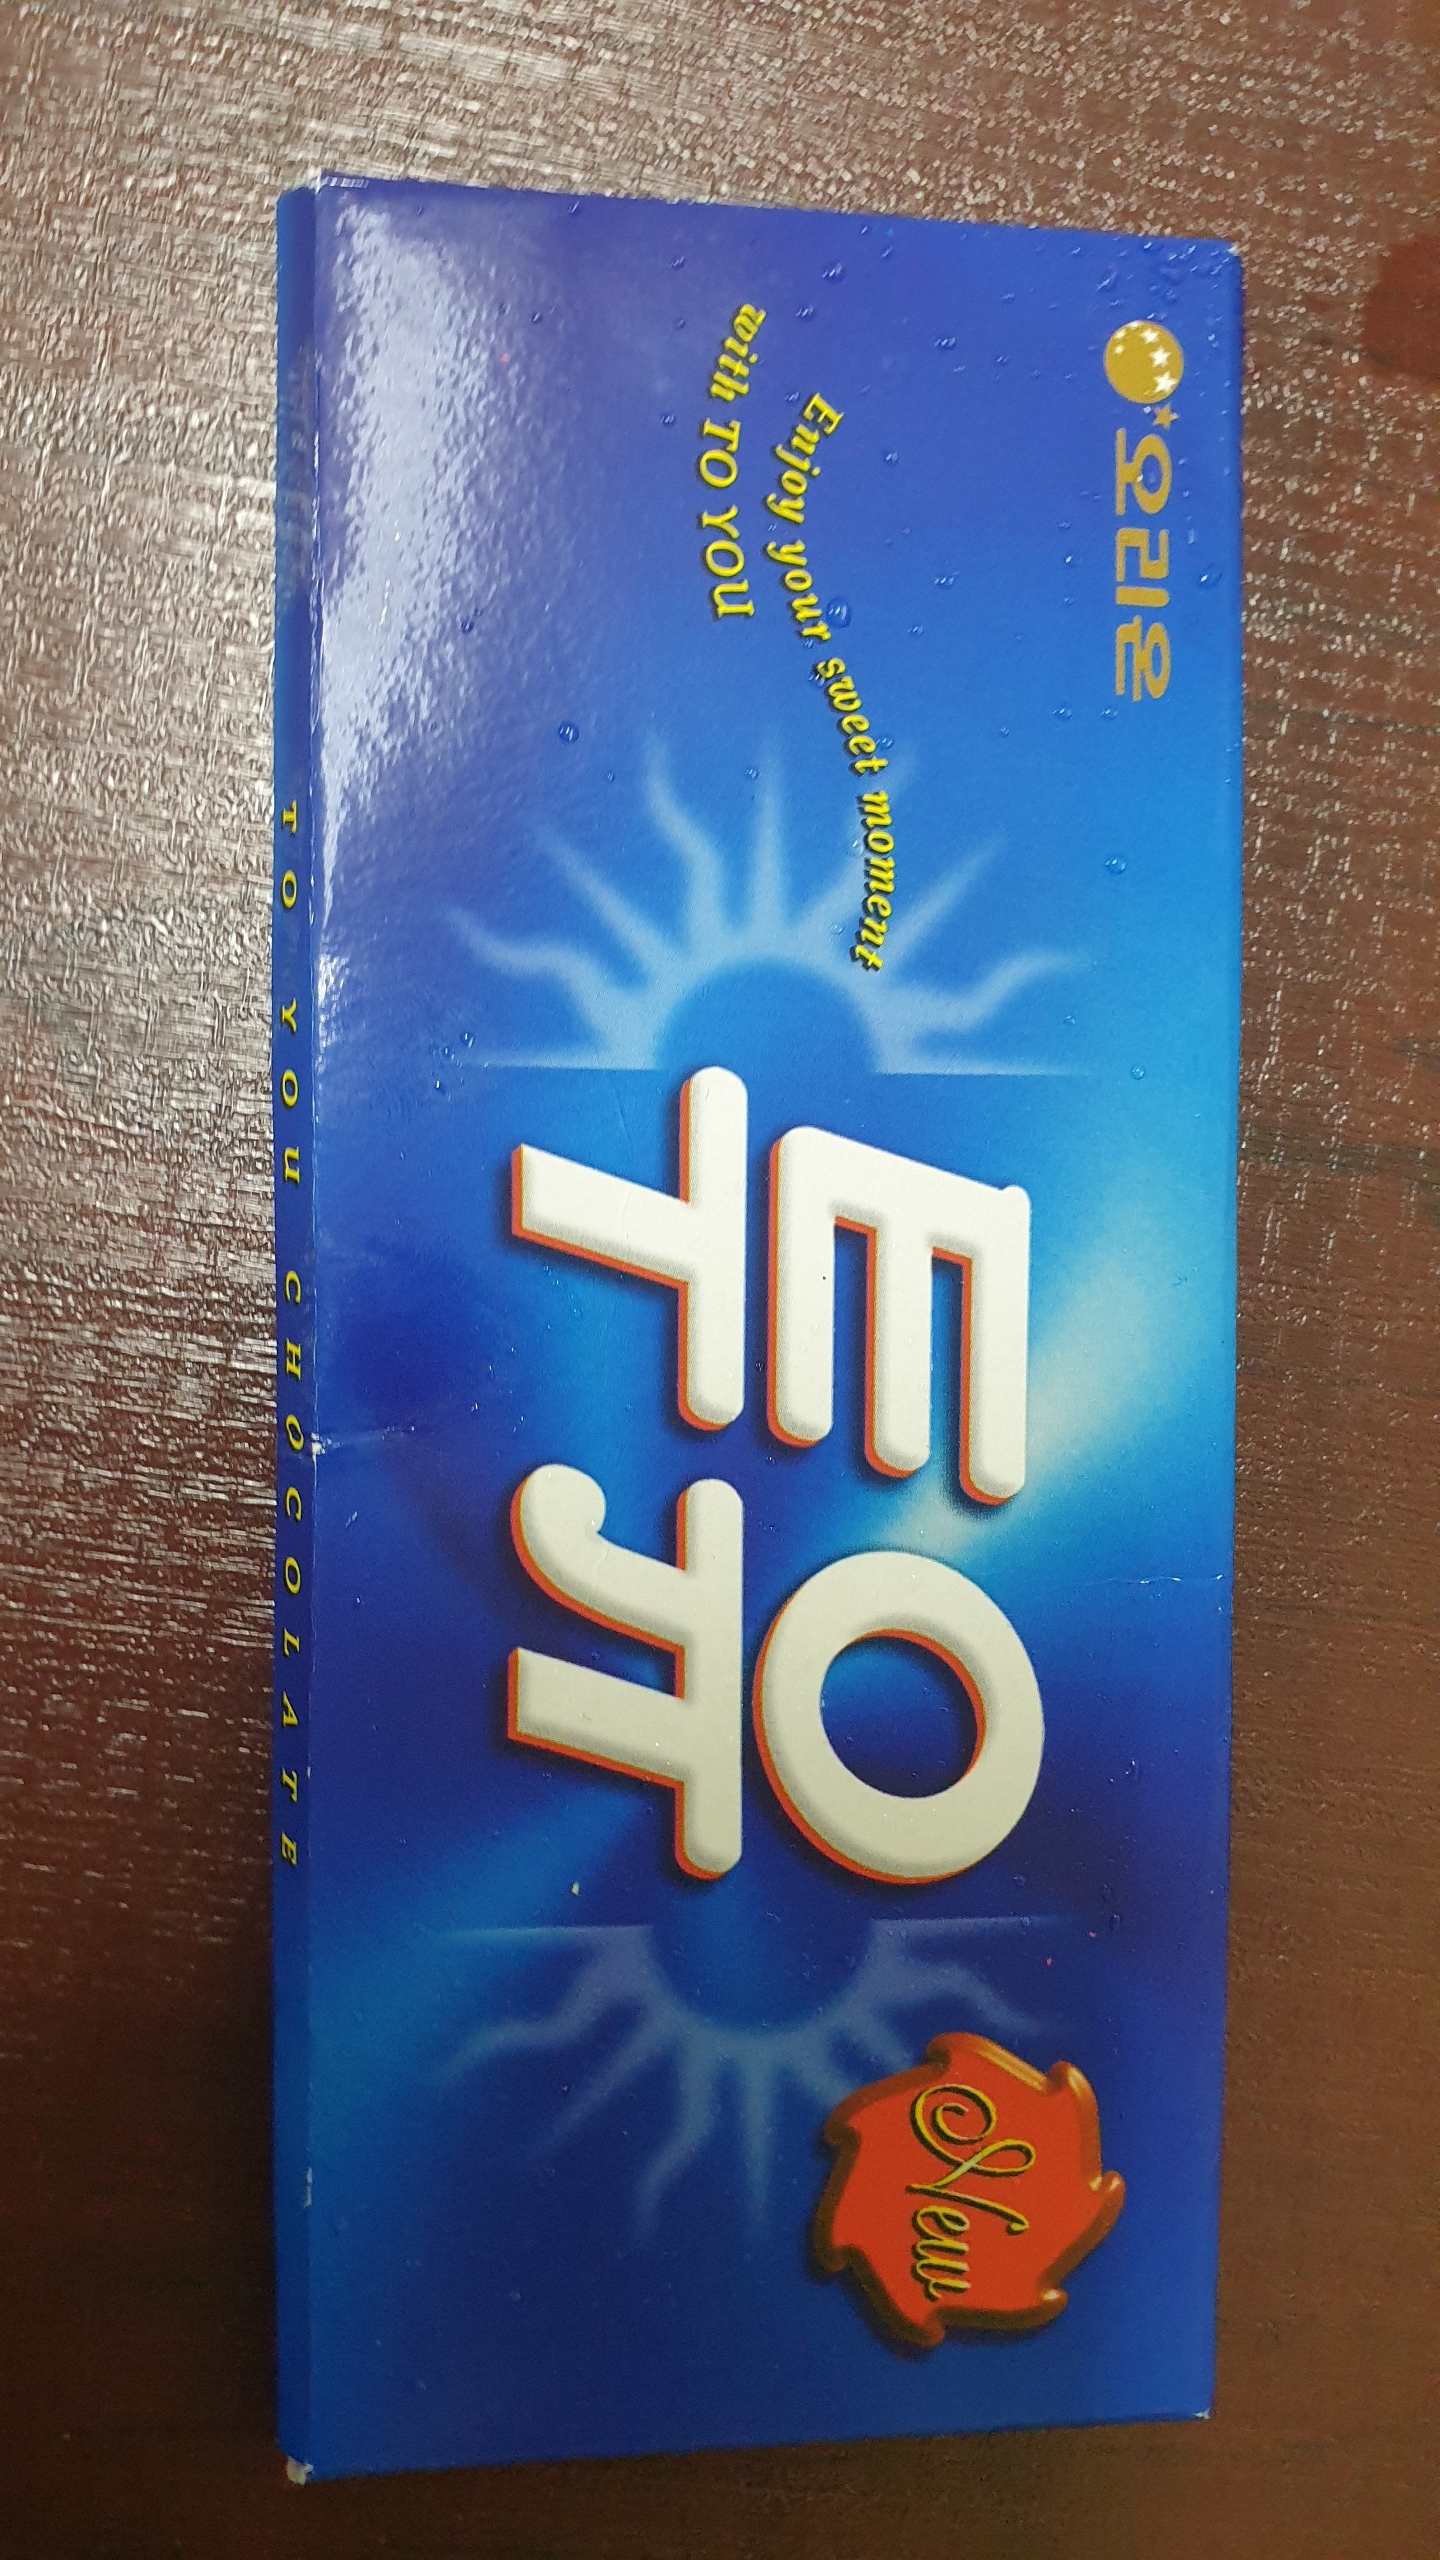 오리온
Enjoy your sweet moment
with TO YOU
투유
New
TO YOU CHOCOLATE